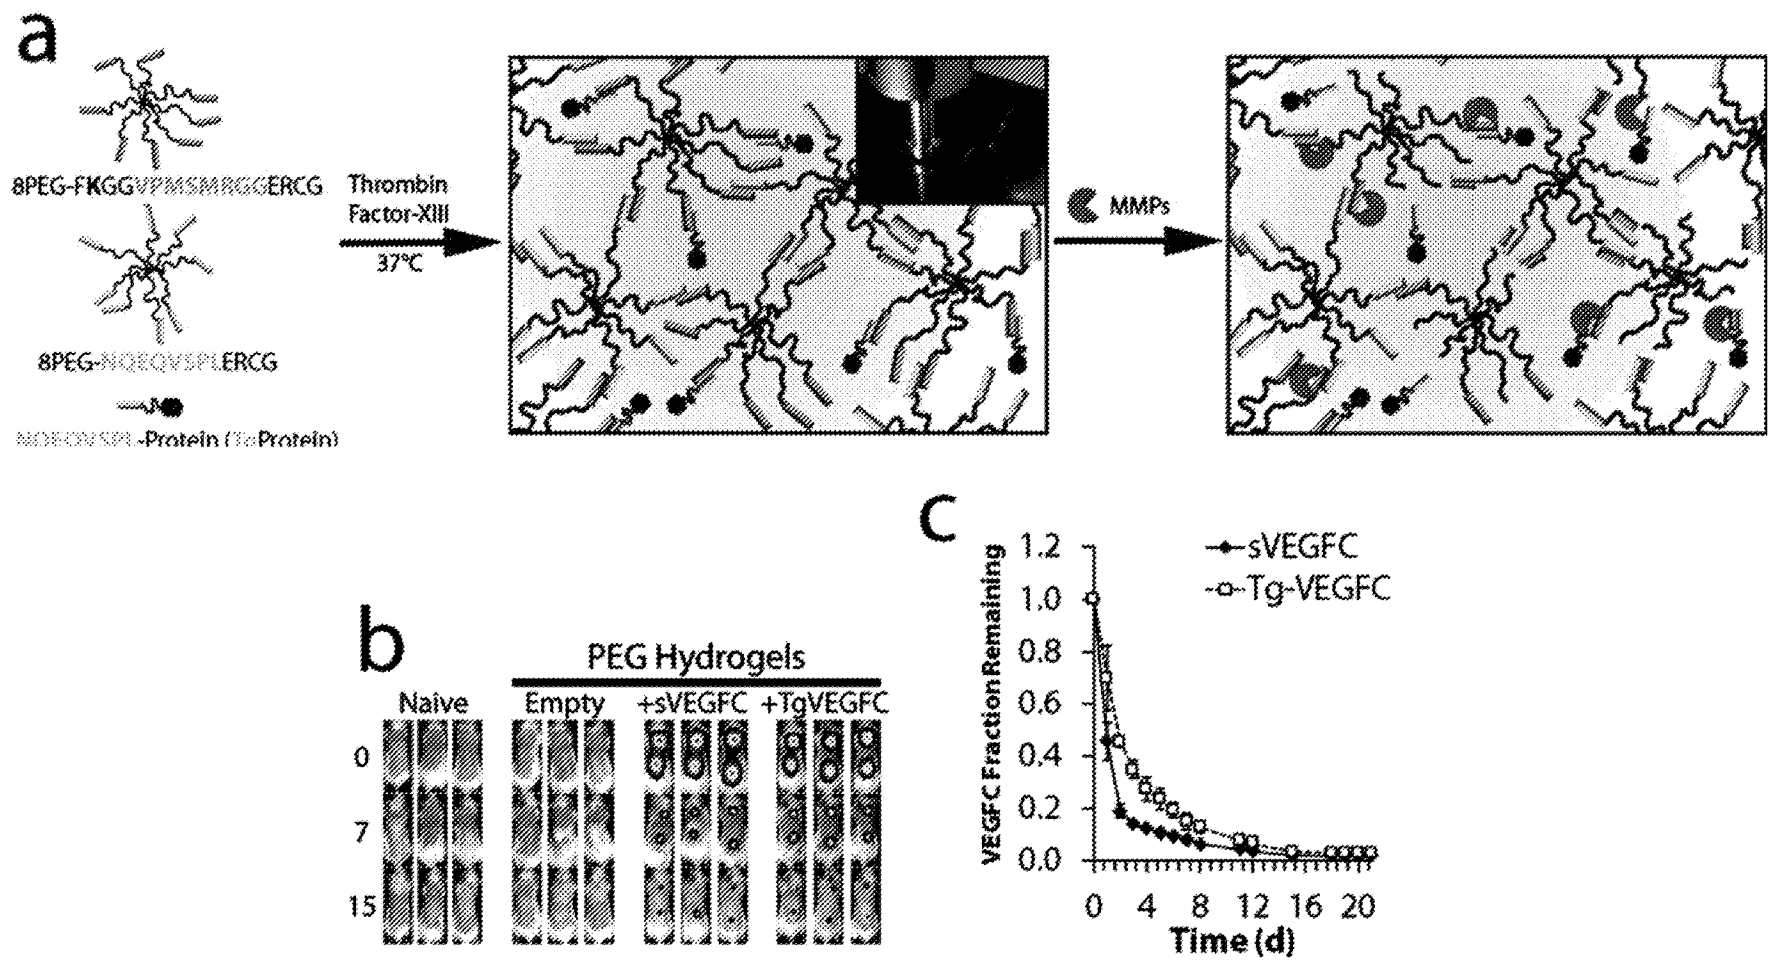 a
8PEG-FKGGVPMSMRGGERCG
8PEG-NQEQVSPLERCG
NQEQVSPL-Protein (TgProtein)
Thrombin
Factor-XIII
37°C
MMPs
b
PEG Hydrogels
Naïve Empty +sVEGFC +TgVEGFC
0
7
15
c
sVEGFC
Tg-VEGFC
VEGFC Fraction Remaining
1.2
1.0
0.8
0.6
0.4
0.2
0.0
0 4 8 12 16 20
Time (d)